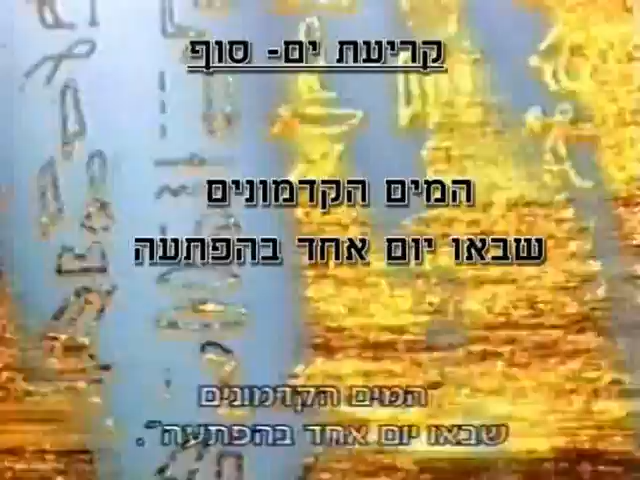 קריעת ים- סוף
המים הקדמונים
שבאו יום אחד בהפתעה
המים הקדמונים
שבאו יום אחד בהפתעה".